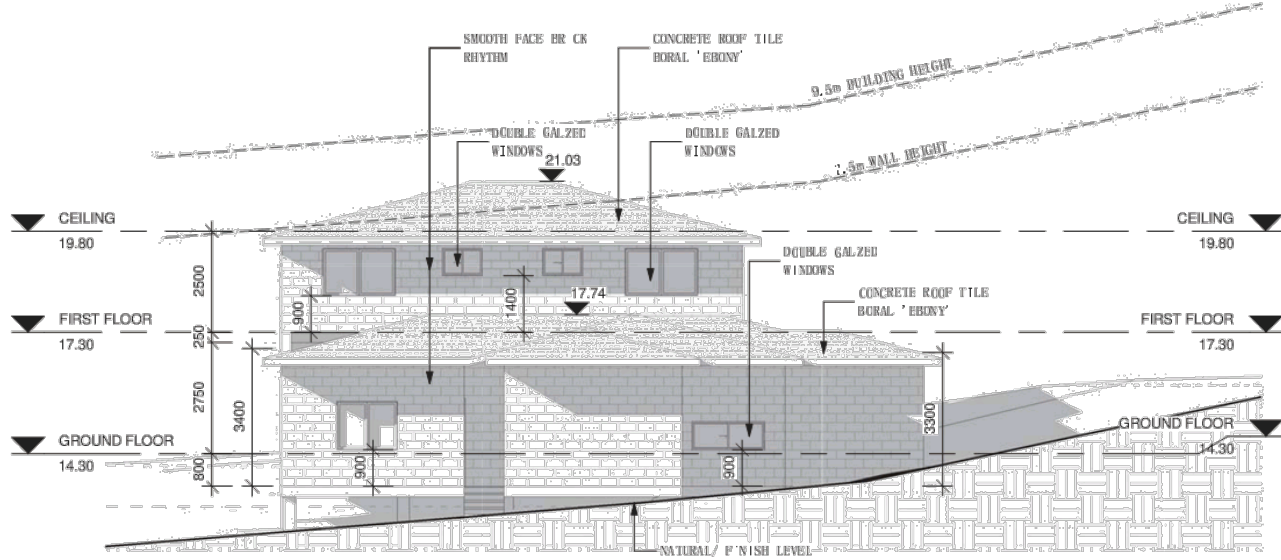 SMOOTH FACE BR CK
RHYTHM
CONCRETE ROOF TILE
BORAL 'EBONY'
9.5m BUILDING HEIGHT
DOUBLE GALZED
WINDOWS
21.03
DOUBLE GALZED
WINDOWS
.5m WALL HEIGHT
CEILING
19.80
CEILING
19.80
DOUBLE GALZED
WINDOWS
2500
900
1400
17.74
CONCRETE ROOF TILE
BORAL 'EBONY'
FIRST FLOOR
17.30
FIRST FLOOR
17.30
250
2750
3400
3300
GROUND FLOOR
14.30
GROUND FLOOR
14.30
800
900
900
NATURAL/ F NISH LEVEL